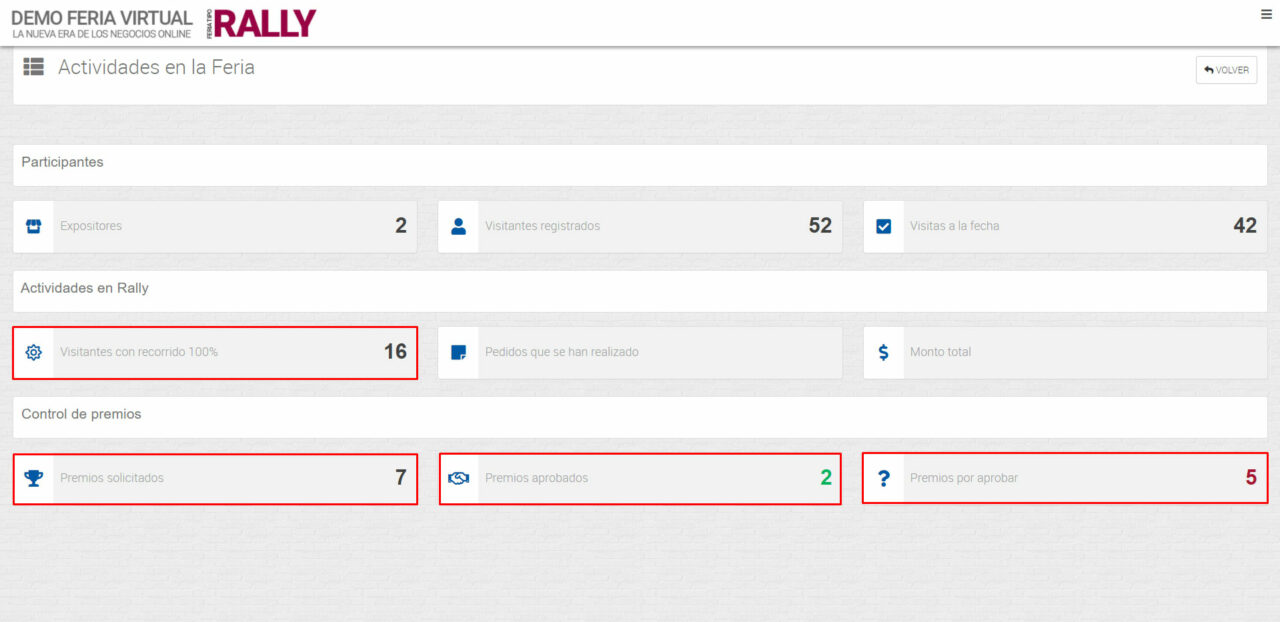 DEMO FERIA VIRTUAL
LA NUEVA ERA DE LOS NEGOCIOS ONLINE
FERIA TIPO
RALLY
Actividades en la Feria
VOLVER
Participantes
Expositores 2
Visitantes registrados 52
Visitas a la fecha 42
Actividades en Rally
Visitantes con recorrido 100% 16
Pedidos que se han realizado
$ Monto total
Control de premios
Premios solicitados 7
Premios aprobados 2
? Premios por aprobar 5